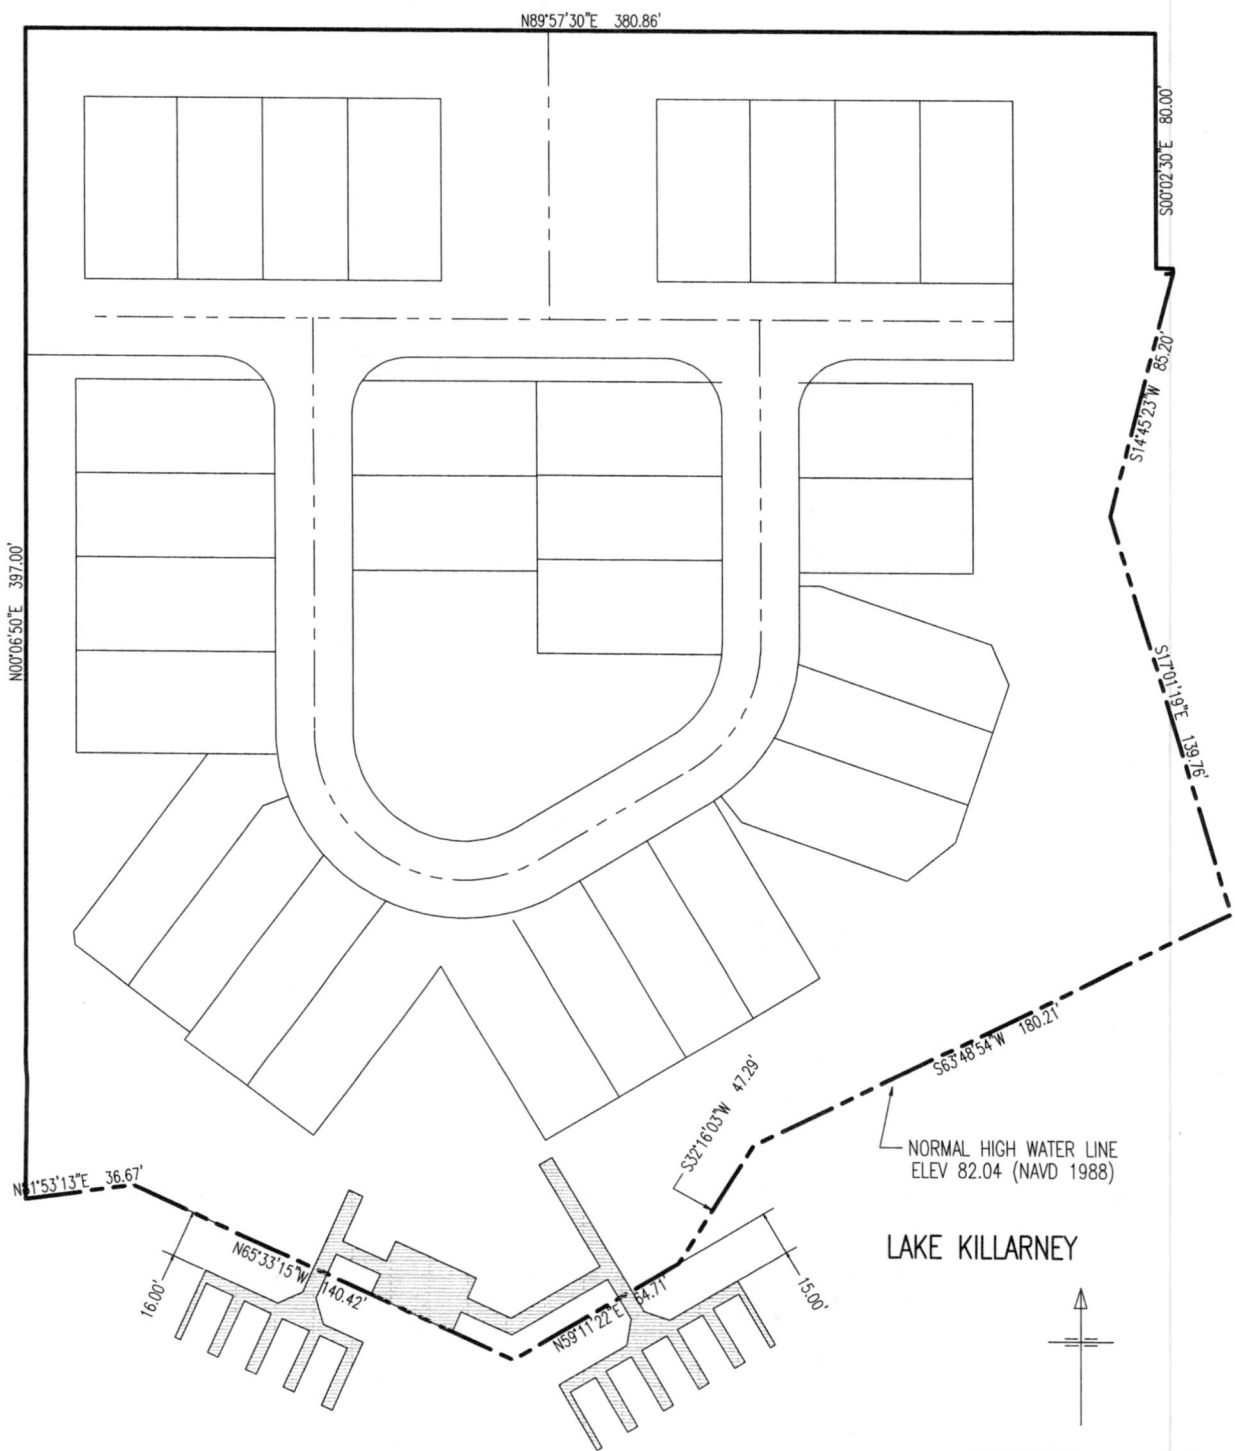 N89°57'30"E 380.86'
S00°02'30"E 80.00'
S14°45'23"W 85.20'
N00°06'50"E 397.00'
S17°01'19"E 139.76'
S63°48'54"W 180.21'
S32°16'03"W 47.29'
NORMAL HIGH WATER LINE
ELEV 82.04 (NAVD 1988)
N81°53'13"E 36.67'
LAKE KILLARNEY
N65°33'15"W 140.42'
16.00'
N59°11'22"E 64.71'
15.00'